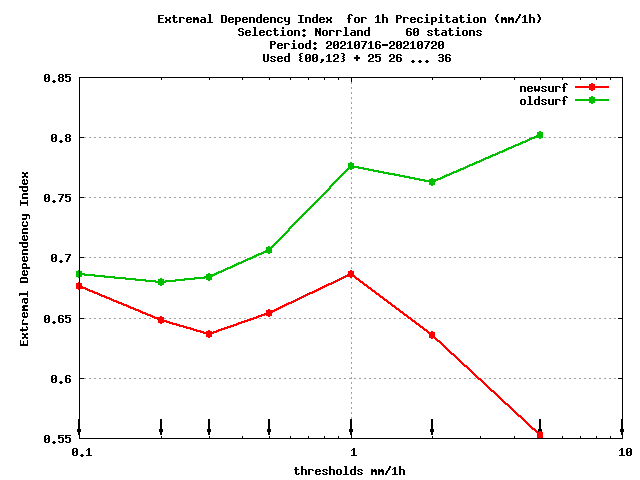 Extremal Dependency Index  for 1h Precipitation (mm/1h)
Selection: Norrland     60 stations
Period: 20210716-20210720
Used {00,12} + 25 26 ... 36
newsurf
oldsurf
0.85
0.8
0.75
0.7
0.65
0.6
0.55
Extremal Dependency Index
0.1
1
10
thresholds mm/1h